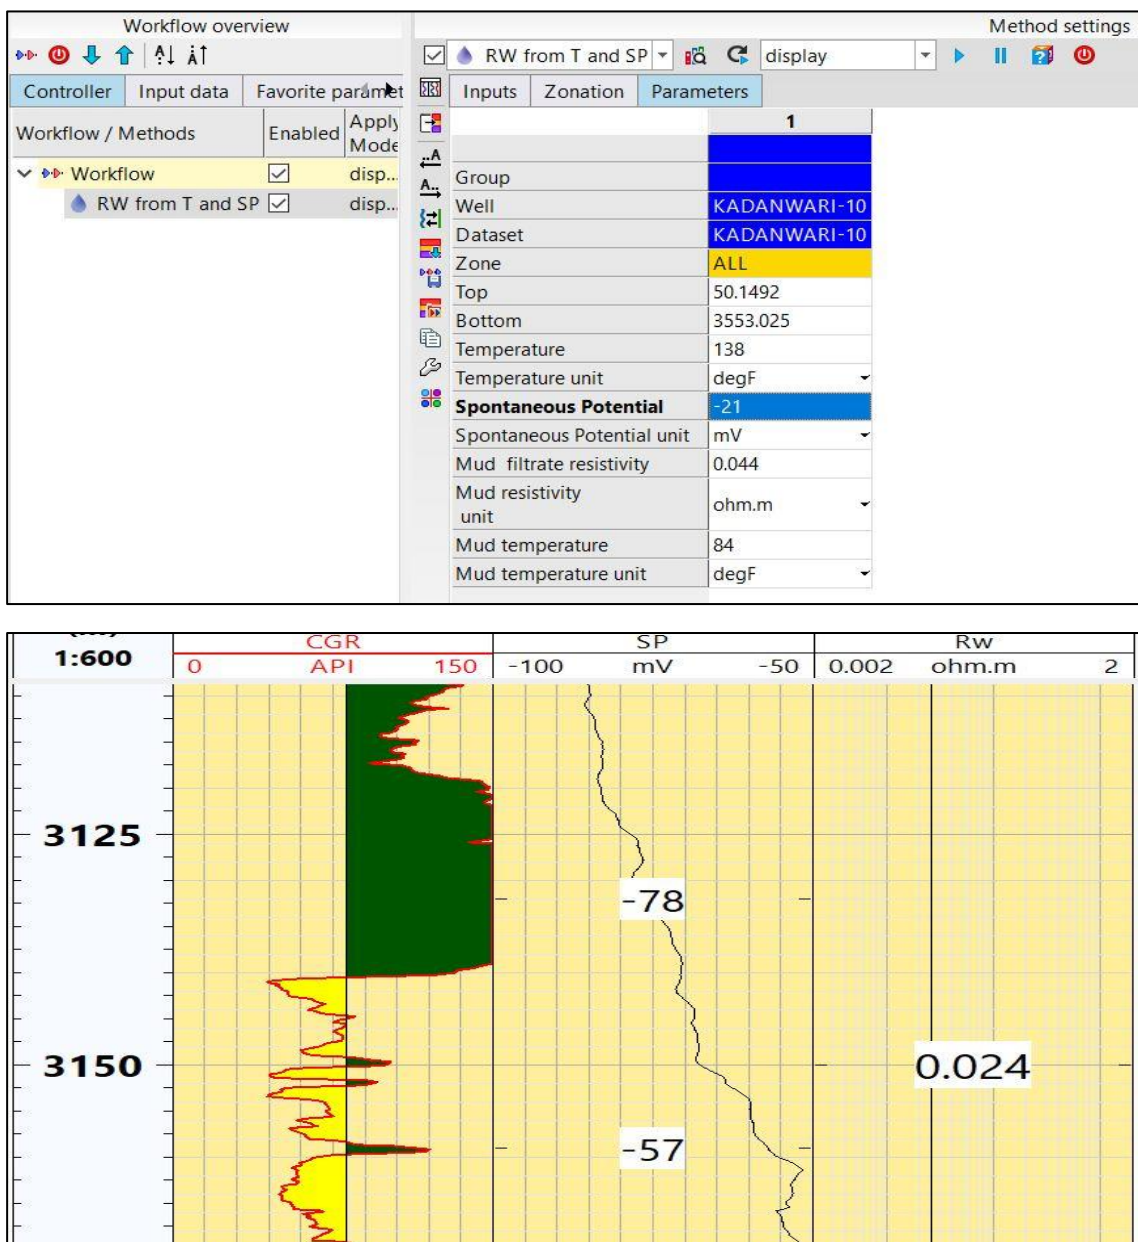 Workflow overview
Method settings
RW from T and SP
display
Controller
Input data
Favorite paramet
Inputs
Zonation
Parameters
Workflow / Methods
Enabled
Apply
Mode
1
Workflow
disp...
Group
RW from T and SP
disp...
Well
KADANWARI-10
Dataset
KADANWARI-10
Zone
ALL
Top
50.1492
Bottom
3553.025
Temperature
138
Temperature unit
degF
Spontaneous Potential
-21
Spontaneous Potential unit
mV
Mud filtrate resistivity
0.044
Mud resistivity
unit
ohm.m
Mud temperature
84
Mud temperature unit
degF
1:600
CGR
SP
Rw
0 API 150
-100 mV -50
0.002 ohm.m 2
3125
-78
3150
0.024
-57